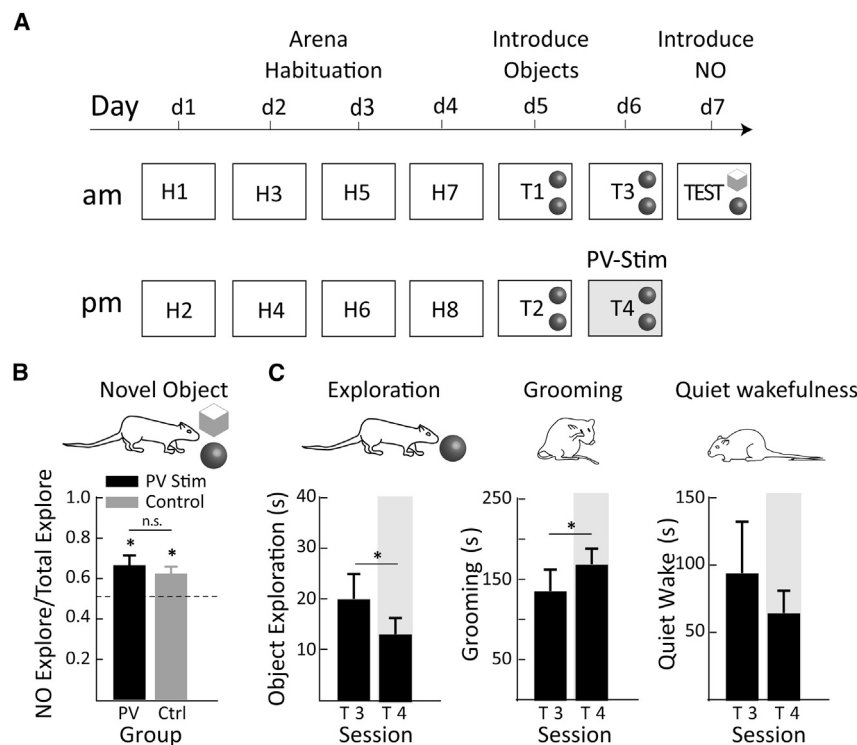 A
Arena
Habituation
Introduce
Objects
Introduce
NO
Day d1 d2 d3 d4 d5 d6 d7
am H1 H3 H5 H7 T1 T3 TEST
PV-Stim
pm H2 H4 H6 H8 T2 T4
B
Novel Object
PV Stim
Control
n.s.
* *
1.0
0.8
0.6
0.4
0.2
NO Explore/Total Explore
PV Ctrl
Group
C
Exploration
40
30
20
10
Object Exploration (s)
*
T 3 T 4
Session
Grooming
250
150
50
Grooming (s)
*
T 3 T 4
Session
Quiet wakefulness
150
100
50
Quiet Wake (s)
T 3 T 4
Session